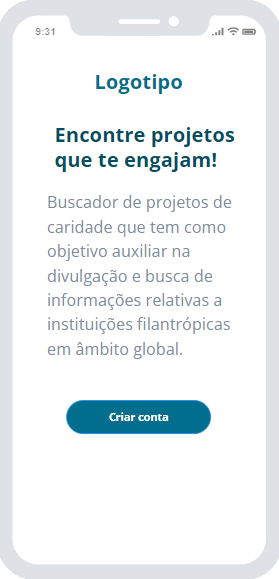 9:31
Logotipo
Encontre projetos
que te engajam!
Buscador de projetos de
caridade que tem como
objetivo auxiliar na
divulgação e busca de
informações relativas a
instituições filantrópicas
em âmbito global.
Criar conta